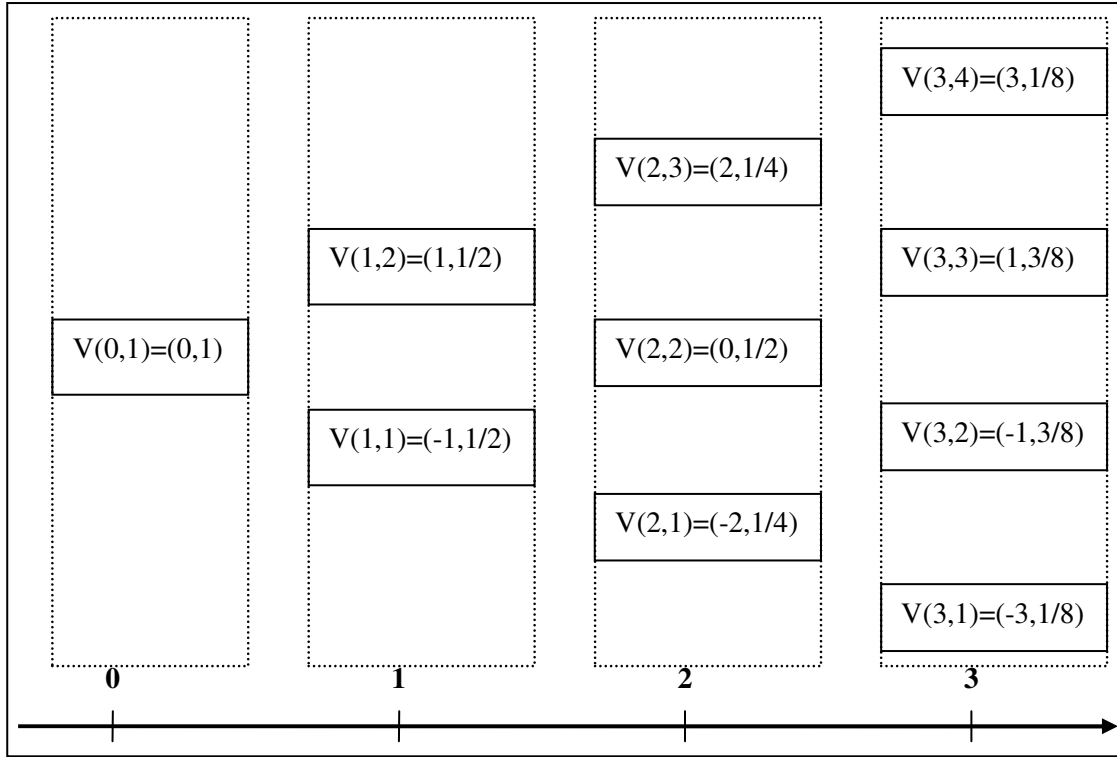 V(3,4)=(3,1/8)
V(2,3)=(2,1/4)
V(1,2)=(1,1/2)
V(3,3)=(1,3/8)
V(0,1)=(0,1)
V(2,2)=(0,1/2)
V(1,1)=(-1,1/2)
V(3,2)=(-1,3/8)
V(2,1)=(-2,1/4)
V(3,1)=(-3,1/8)
0 1 2 3